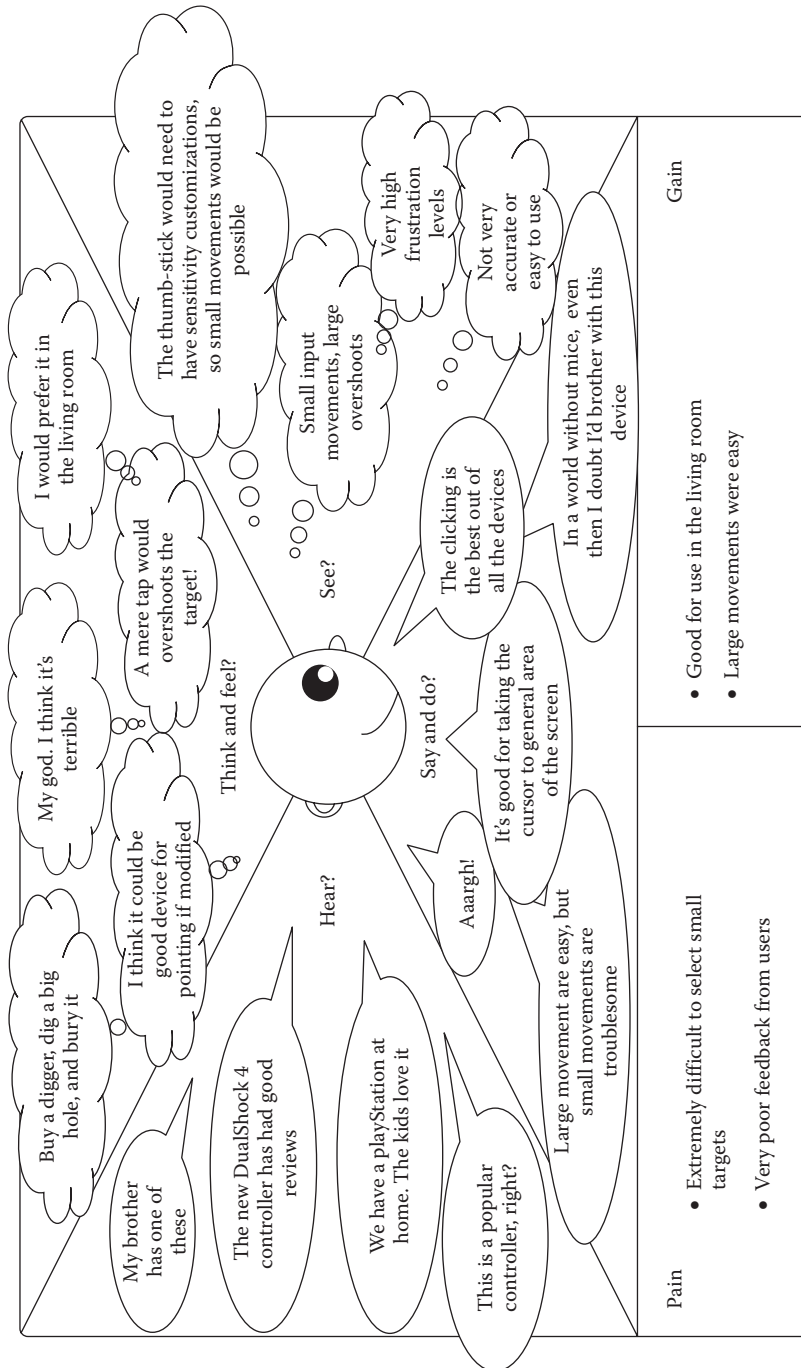 Buy a digger, dig a big
hole, and bury it
My god. I think it's
terrible
I would prefer it in
the living room
I think it could be
good device for
pointing if modified
A mere tap would
overshoots the
target!
Think and feel?
The thumb-stick would need to
have sensitivity customizations,
so small movements would be
possible
Small input
movements, large
overshoots
Very high
frustration
levels
Not very
accurate or
easy to use
See?
My brother
has one of
these
The new DualShock 4
controller has had good
reviews
We have a playStation at
home. The kids love it
This is a popular
controller, right?
Hear?
Say and do?
Aaargh!
Large movement are easy, but
small movements are
troublesome
It's good for taking the
cursor to general area
of the screen
The clicking is
the best out of
all the devices
In a world without mice, even
then I doubt I'd brother with this
device
Pain
• Extremely difficult to select small
targets
• Very poor feedback from users
Gain
• Good for use in the living room
• Large movements were easy